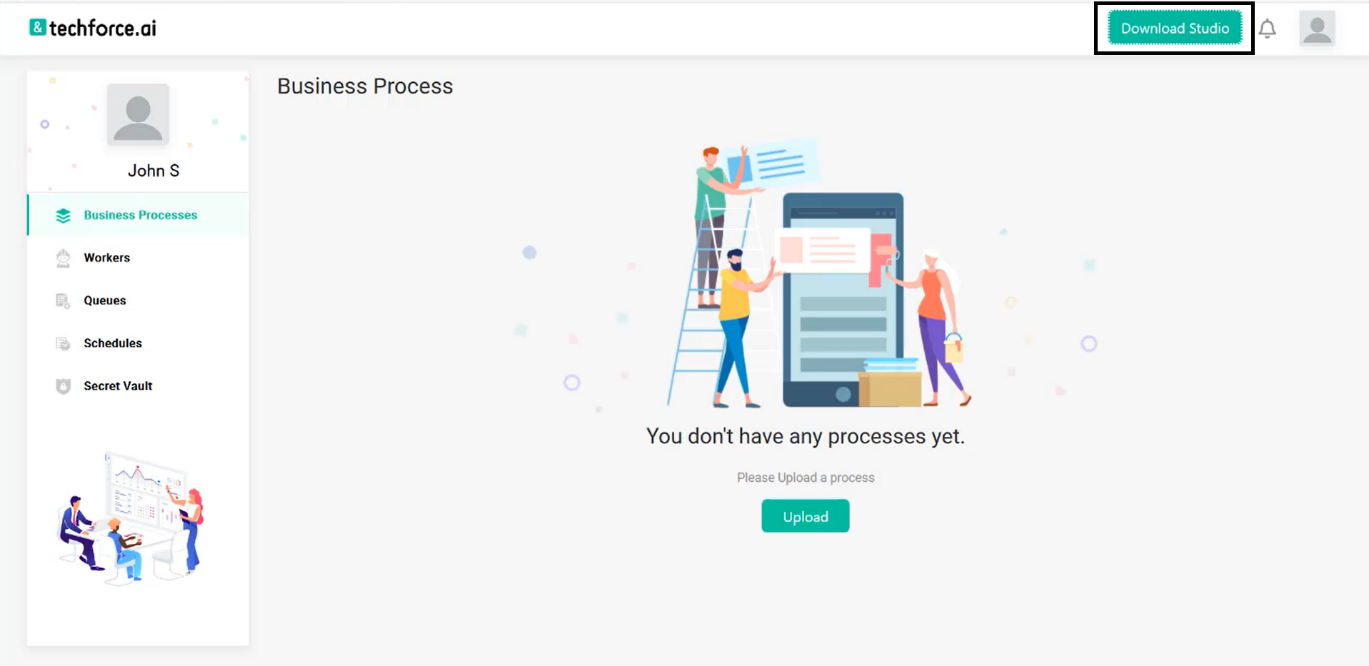 &techforce.ai
Download Studio
John S
Business Processes
Workers
Queues
Schedules
Secret Vault
Business Process
You don't have any processes yet.
Please Upload a process
Upload